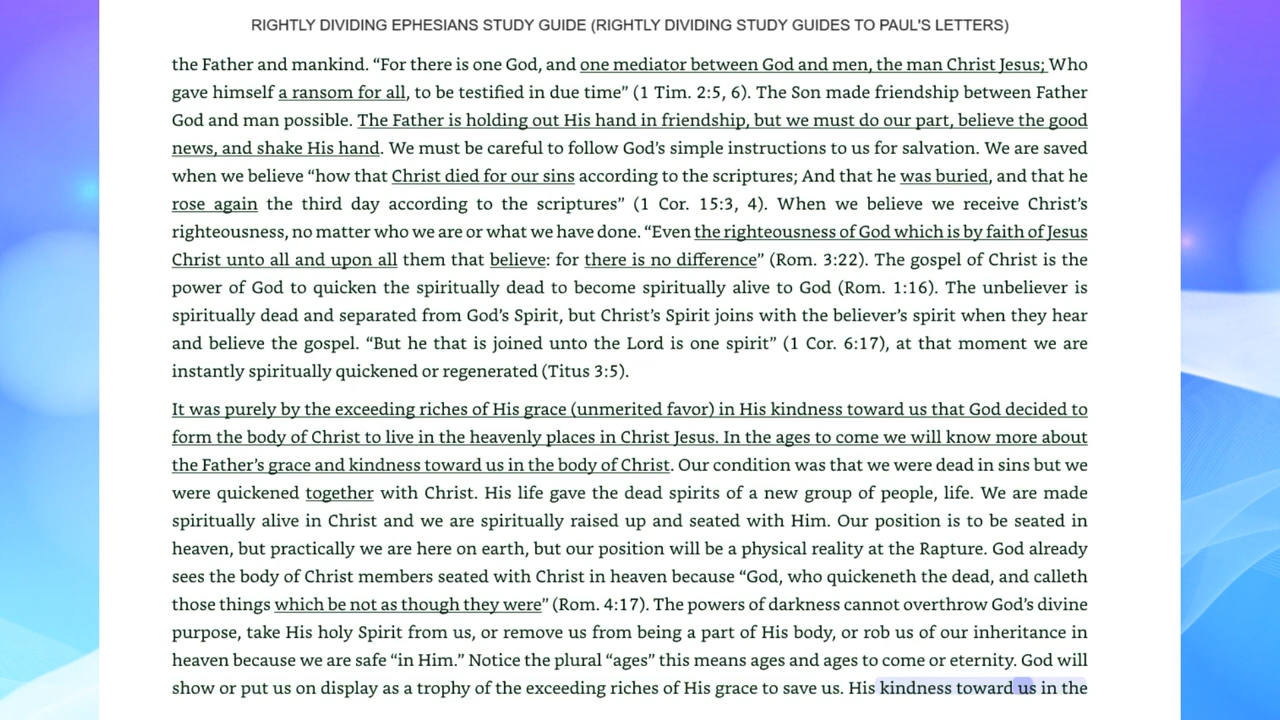 RIGHTLY DIVIDING EPHESIANS STUDY GUIDE (RIGHTLY DIVIDING STUDY GUIDES TO PAUL'S LETTERS)
the Father and mankind. “For there is one God, and one mediator between God and men, the man Christ Jesus; Who
gave himself a ransom for all, to be testified in due time” (1 Tim. 2:5, 6). The Son made friendship between Father
God and man possible. The Father is holding out His hand in friendship, but we must do our part, believe the good
news, and shake His hand. We must be careful to follow God’s simple instructions to us for salvation. We are saved
when we believe “how that Christ died for our sins according to the scriptures; And that he was buried, and that he
rose again the third day according to the scriptures” (1 Cor. 15:3, 4). When we believe we receive Christ’s
righteousness, no matter who we are or what we have done. “Even the righteousness of God which is by faith of Jesus
Christ unto all and upon all them that believe: for there is no difference” (Rom. 3:22). The gospel of Christ is the
power of God to quicken the spiritually dead to become spiritually alive to God (Rom. 1:16). The unbeliever is
spiritually dead and separated from God’s Spirit, but Christ’s Spirit joins with the believer’s spirit when they hear
and believe the gospel. “But he that is joined unto the Lord is one spirit” (1 Cor. 6:17), at that moment we are
instantly spiritually quickened or regenerated (Titus 3:5).
It was purely by the exceeding riches of His grace (unmerited favor) in His kindness toward us that God decided to
form the body of Christ to live in the heavenly places in Christ Jesus. In the ages to come we will know more about
the Father’s grace and kindness toward us in the body of Christ. Our condition was that we were dead in sins but we
were quickened together with Christ. His life gave the dead spirits of a new group of people, life. We are made
spiritually alive in Christ and we are spiritually raised up and seated with Him. Our position is to be seated in
heaven, but practically we are here on earth, but our position will be a physical reality at the Rapture. God already
sees the body of Christ members seated with Christ in heaven because “God, who quickeneth the dead, and calleth
those things which be not as though they were” (Rom. 4:17). The powers of darkness cannot overthrow God’s divine
purpose, take His holy Spirit from us, or remove us from being a part of His body, or rob us of our inheritance in
heaven because we are safe “in Him.” Notice the plural “ages” this means ages and ages to come or eternity. God will
show or put us on display as a trophy of the exceeding riches of His grace to save us. His kindness toward us in the